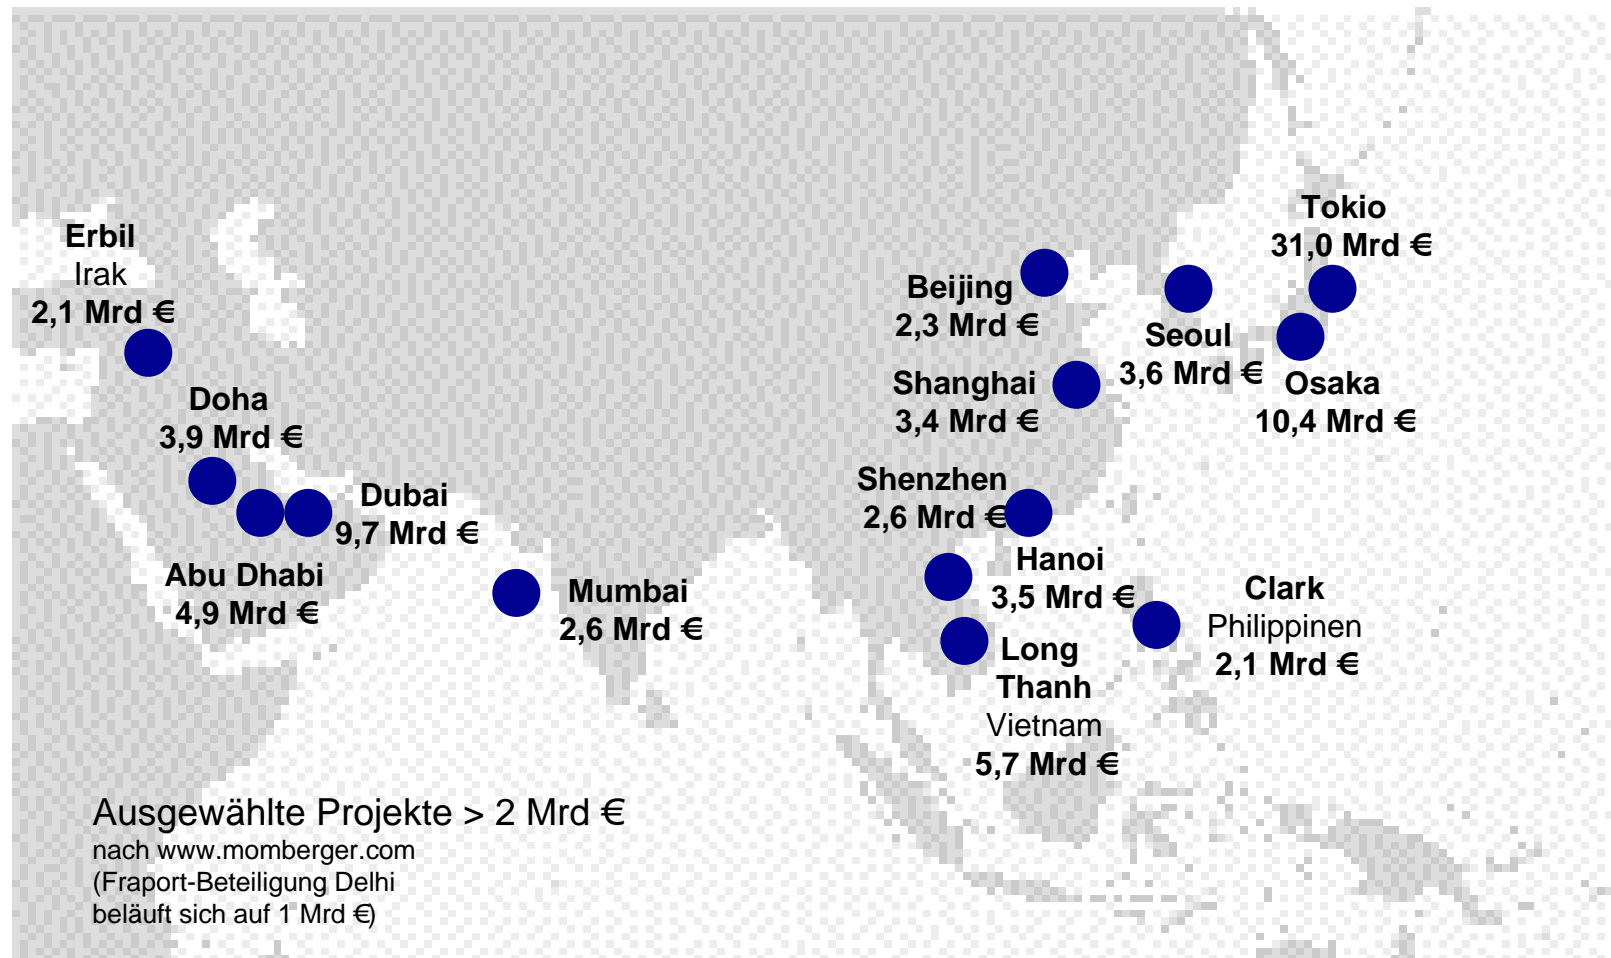 Erbil
Irak
2,1 Mrd €
Doha
3,9 Mrd €
Dubai
9,7 Mrd €
Abu Dhabi
4,9 Mrd €
Mumbai
2,6 Mrd €
Beijing
2,3 Mrd €
Shanghai
3,4 Mrd €
Shenzhen
2,6 Mrd €
Hanoi
3,5 Mrd €
Long
Thanh
Vietnam
5,7 Mrd €
Seoul
3,6 Mrd €
Tokio
31,0 Mrd €
Osaka
10,4 Mrd €
Clark
Philippinen
2,1 Mrd €
Ausgewählte Projekte > 2 Mrd €
nach www.momberger.com
(Fraport-Beteiligung Delhi
beläuft sich auf 1 Mrd €)